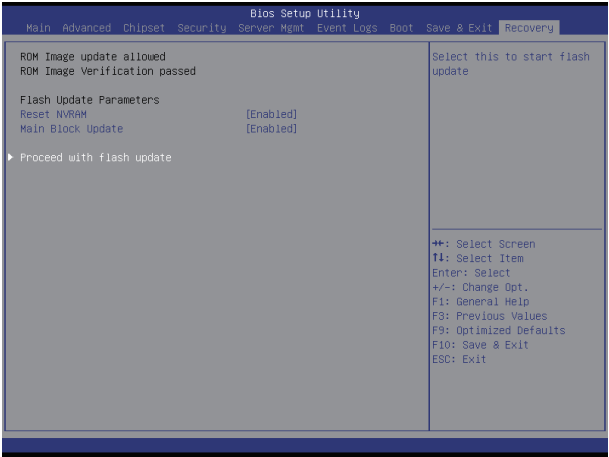 Bios Setup Utility
Main Advanced Chipset Security Server Mgmt Event Logs Boot Save & Exit Recovery
ROM Image update allowed
ROM Image Verification passed
Flash Update Parameters
Reset NVRAM [Enabled]
Main Block Update [Enabled]
Proceed with flash update
Select this to start flash
update
→←: Select Screen
↑↓: Select Item
Enter: Select
+/-: Change Opt.
F1: General Help
F3: Previous Values
F9: Optimized Defaults
F10: Save & Exit
ESC: Exit